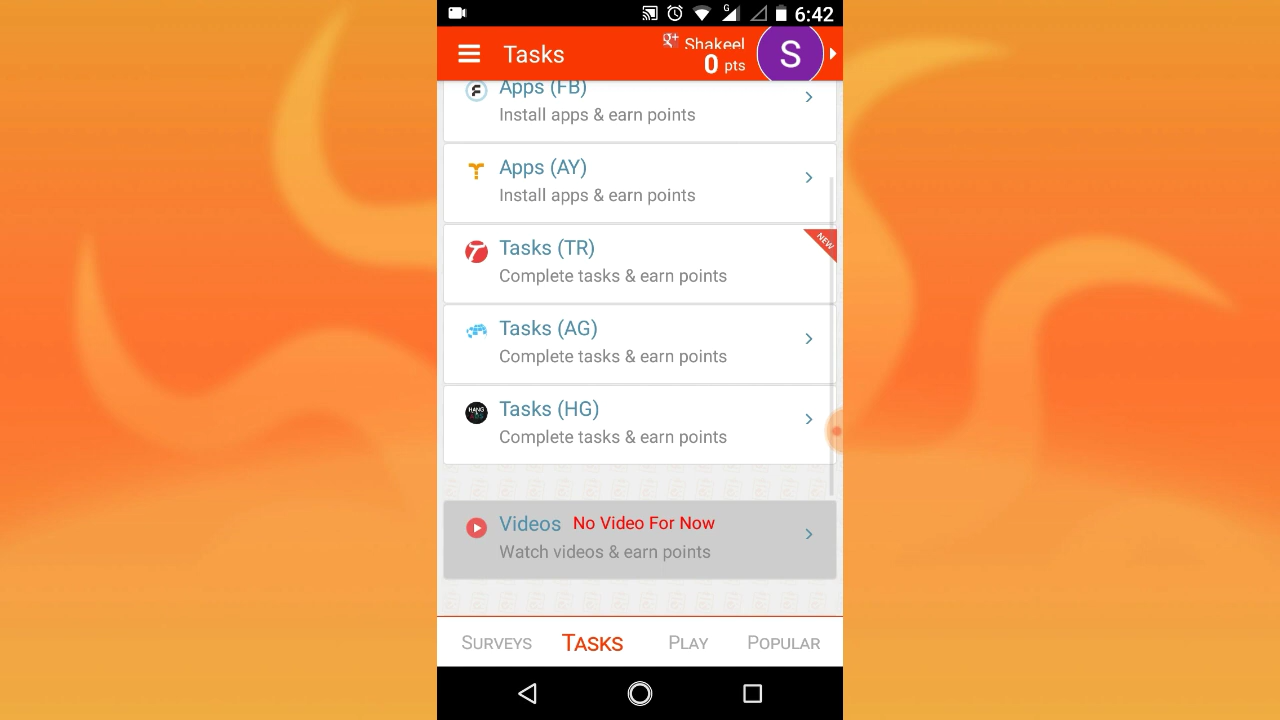 G 6:42
Tasks
g+ Shakeel
0 pts
S
Apps (FB)
Install apps & earn points
Apps (AY)
Install apps & earn points
Tasks (TR)
NEW
Complete tasks & earn points
Tasks (AG)
Complete tasks & earn points
HANG
Tasks (HG)
Complete tasks & earn points
Videos No Video For Now
Watch videos & earn points
SURVEYS TASKS PLAY POPULAR